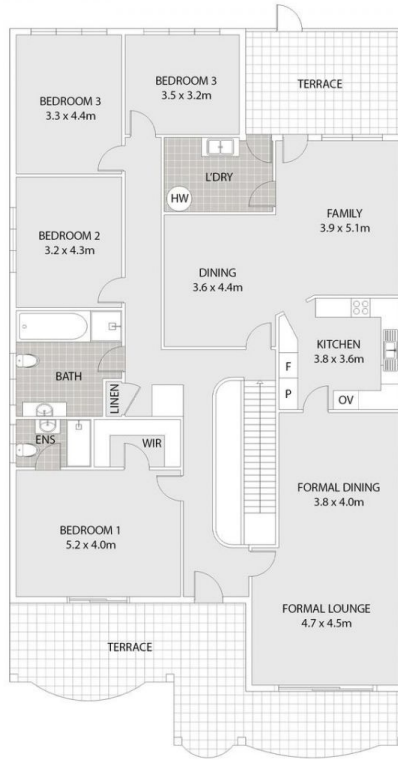 BEDROOM 3
3.5 x 3.2m
TERRACE
BEDROOM 3
3.3 x 4.4m
L'DRY
HW
FAMILY
3.9 x 5.1m
BEDROOM 2
3.2 x 4.3m
DINING
3.6 x 4.4m
KITCHEN
3.8 x 3.6m
BATH
F
P
OV
LINEN
ENS
WIR
FORMAL DINING
3.8 x 4.0m
BEDROOM 1
5.2 x 4.0m
FORMAL LOUNGE
4.7 x 4.5m
TERRACE